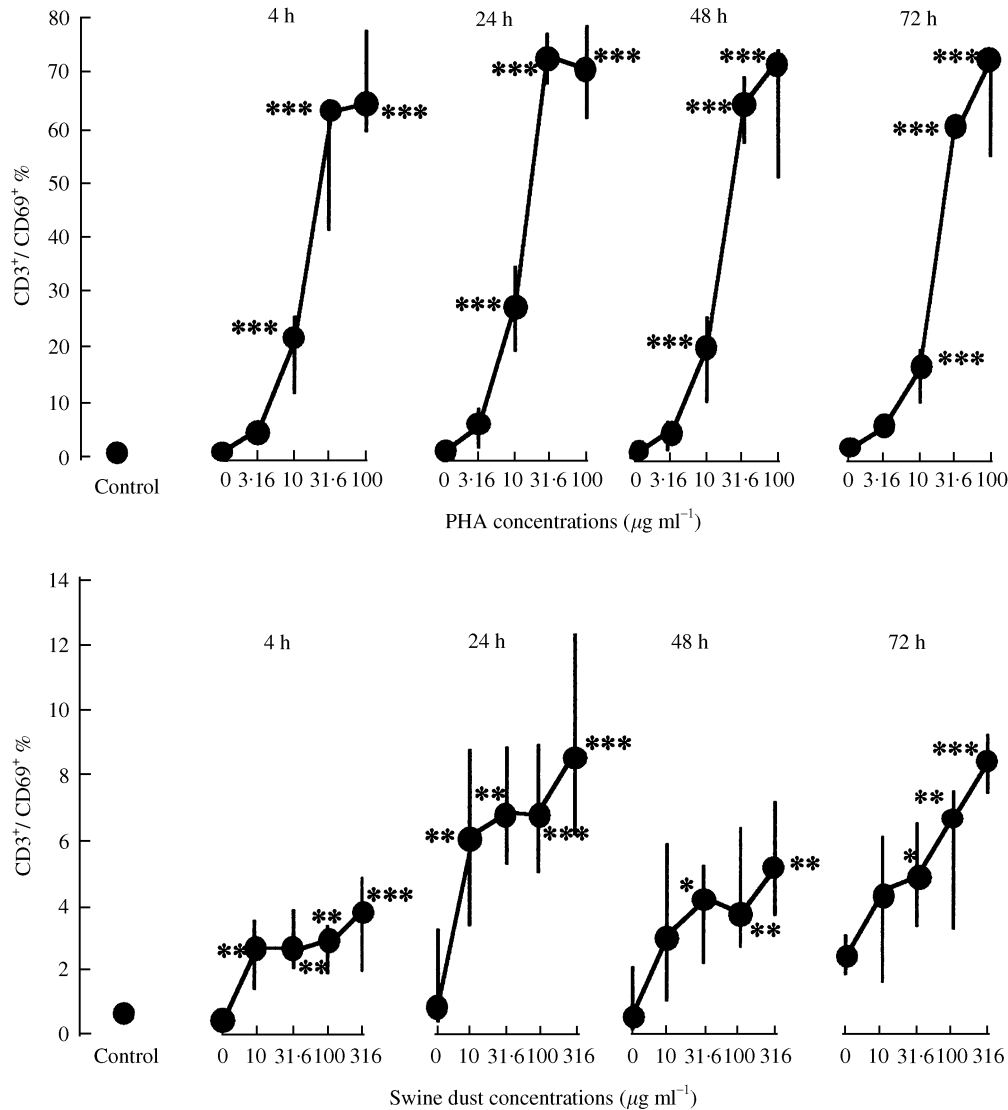 80
70
60
50
40
30
20
10
0
CD3⁺/ CD69⁺ %
4 h
24 h
48 h
72 h
*** *** ***
*** *** ***
*** *** ***
*** *** ***
Control
0 3·16 10 31·6 100
0 3·16 10 31·6 100
0 3·16 10 31·6 100
0 3·16 10 31·6 100
PHA concentrations (μg ml⁻¹)
14
12
10
8
6
4
2
0
CD3⁺/ CD69⁺ %
4 h
24 h
48 h
72 h
** ** ** ***
** ** *** ***
* ** **
* ** ***
Control
0 10 31·6 100 316
0 10 31·6 100 316
0 10 31·6 100 316
0 10 31·6 100 316
Swine dust concentrations (μg ml⁻¹)